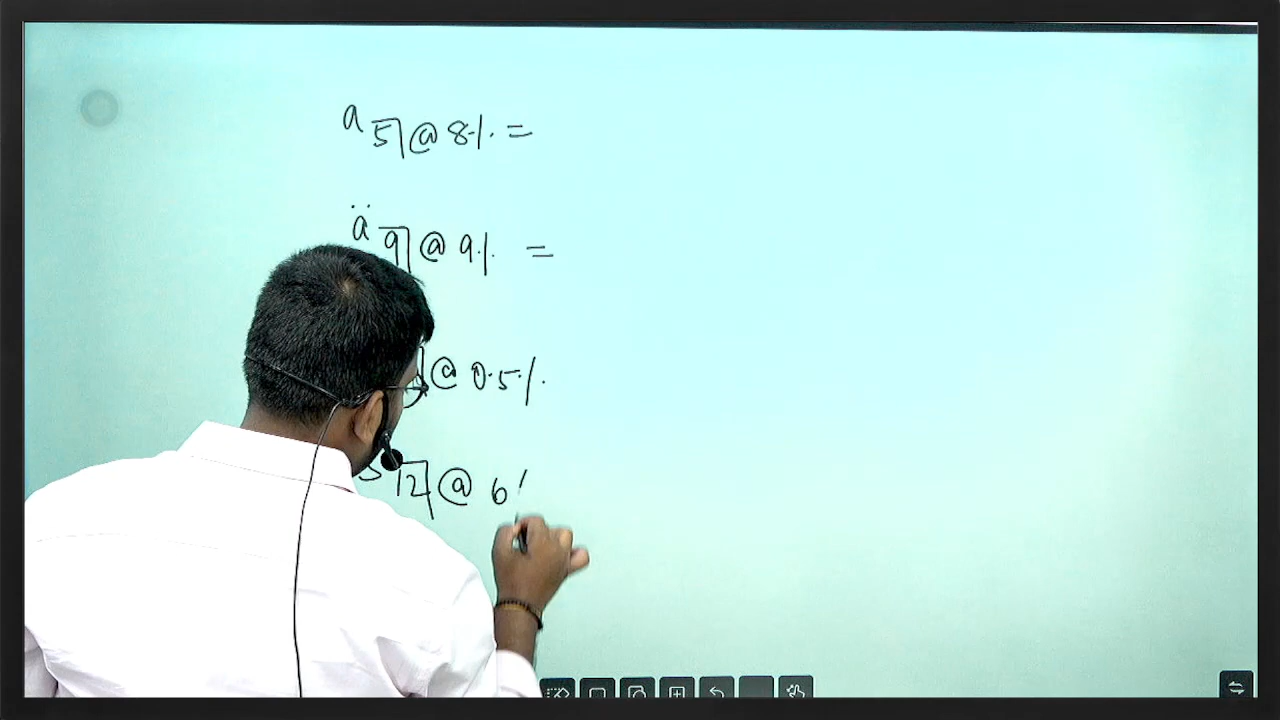 a 5̅| @ 8% =
ä 9̅| @ 9% =
@ 0.5%
12̅| @ 6